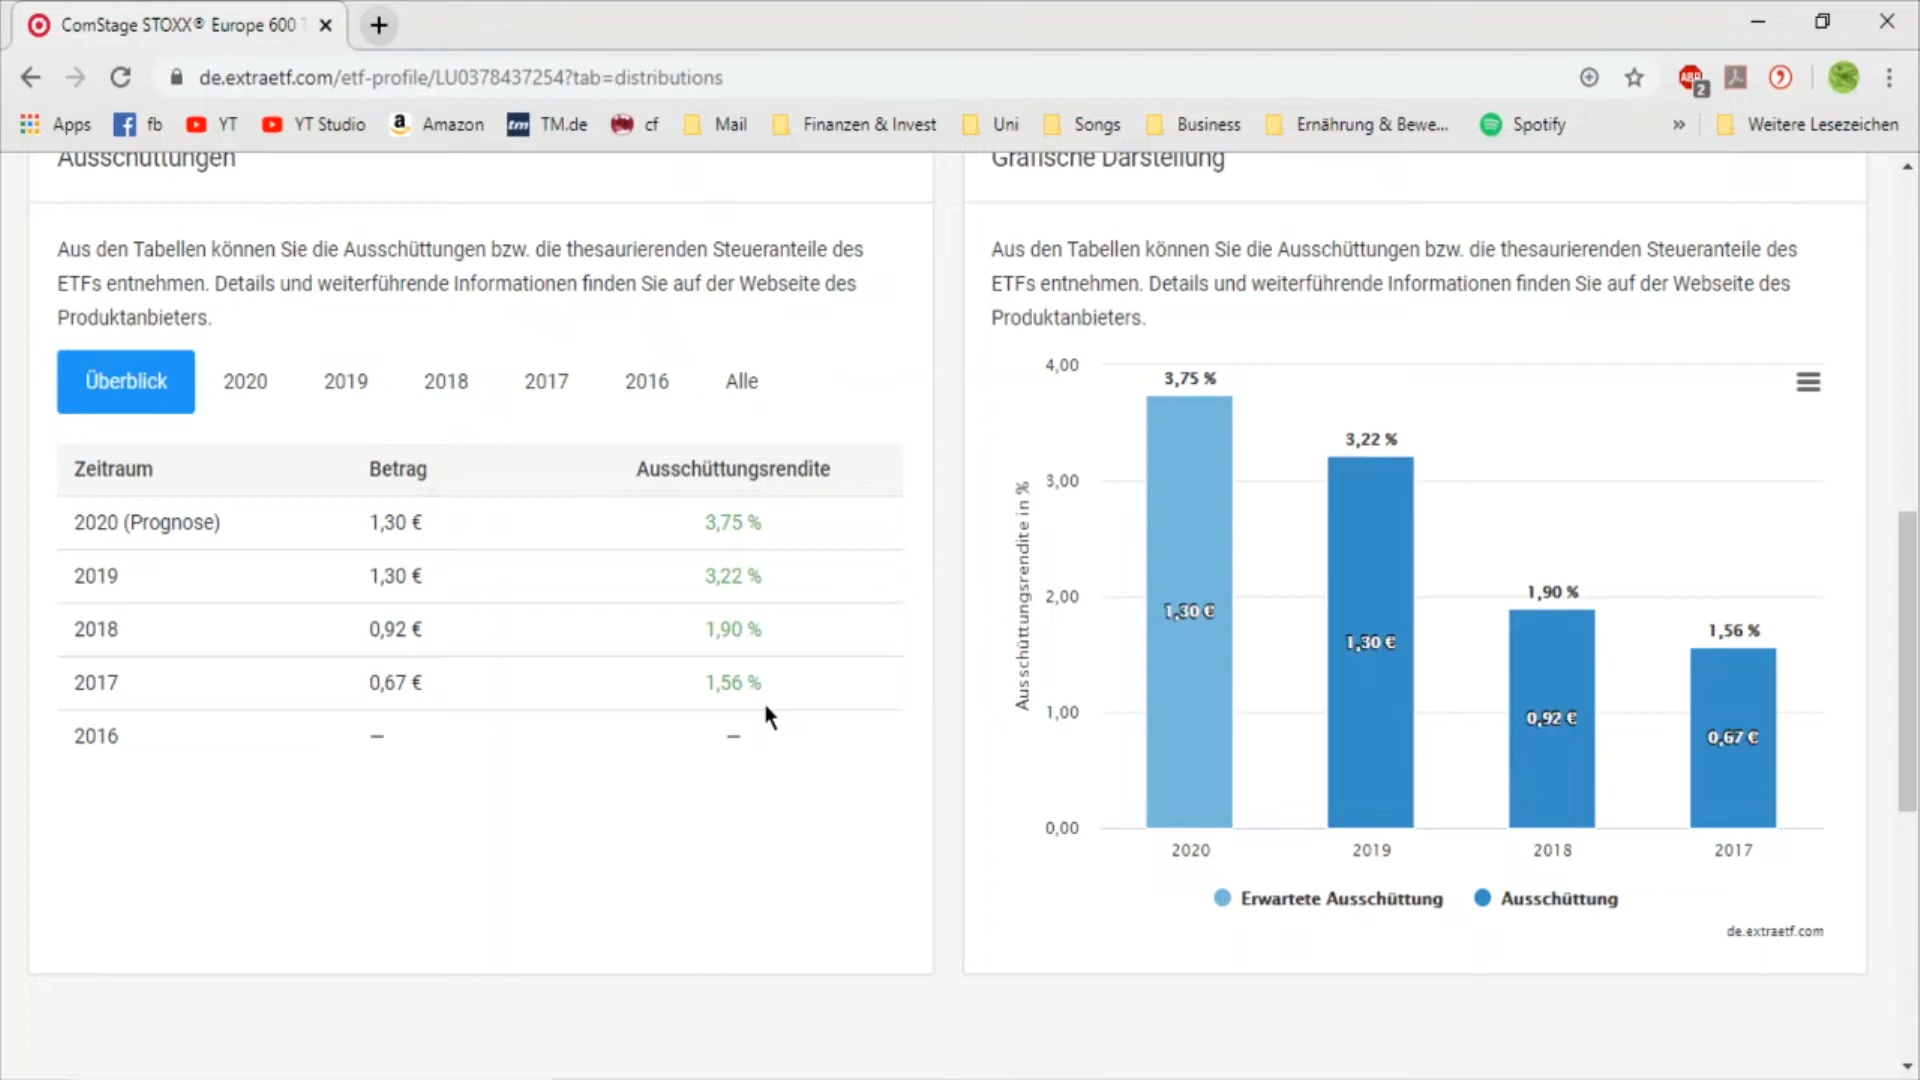 ComStage STOXX® Europe 600
de.extraetf.com/etf-profile/LU0378437254?tab=distributions
ABP 2
Apps fb YT YT Studio Amazon TM.de cf Mail Finanzen & Invest Uni Songs Business Ernährung & Bewe... Spotify » Weitere Lesezeichen
Ausschüttungen
Aus den Tabellen können Sie die Ausschüttungen bzw. die thesaurierenden Steueranteile des
ETFs entnehmen. Details und weiterführende Informationen finden Sie auf der Webseite des
Produktanbieters.
Überblick 2020 2019 2018 2017 2016 Alle
Zeitraum Betrag Ausschüttungsrendite
2020 (Prognose) 1,30 € 3,75 %
2019 1,30 € 3,22 %
2018 0,92 € 1,90 %
2017 0,67 € 1,56 %
2016 – –
Grafische Darstellung
Aus den Tabellen können Sie die Ausschüttungen bzw. die thesaurierenden Steueranteile des
ETFs entnehmen. Details und weiterführende Informationen finden Sie auf der Webseite des
Produktanbieters.
Ausschüttungsrendite in %
4,00
3,00
2,00
1,00
0,00
3,75 %
3,22 %
1,90 %
1,56 %
1,30 €
1,30 €
0,92 €
0,67 €
2020 2019 2018 2017
Erwartete Ausschüttung Ausschüttung
de.extraetf.com